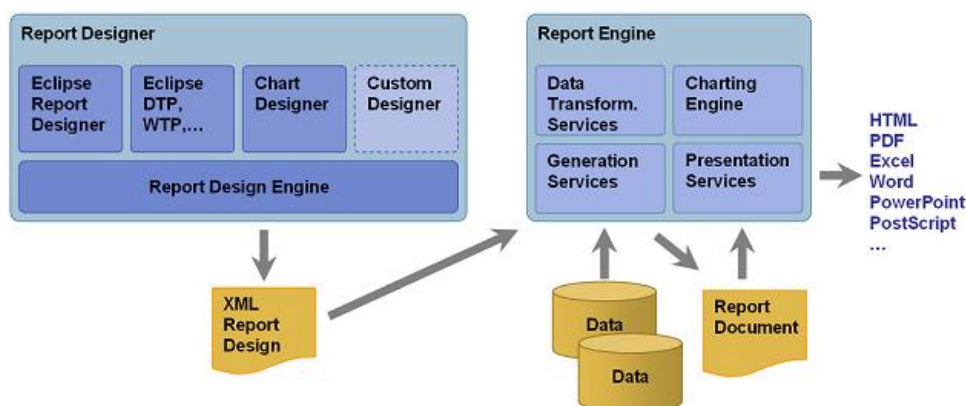 Report Designer
Eclipse
Report
Designer
Eclipse
DTP,
WTP,...
Chart
Designer
Custom
Designer
Report Design Engine
XML
Report
Design
Report Engine
Data
Transform.
Services
Charting
Engine
Generation
Services
Presentation
Services
Data
Data
Report
Document
HTML
PDF
Excel
Word
PowerPoint
PostScript
...